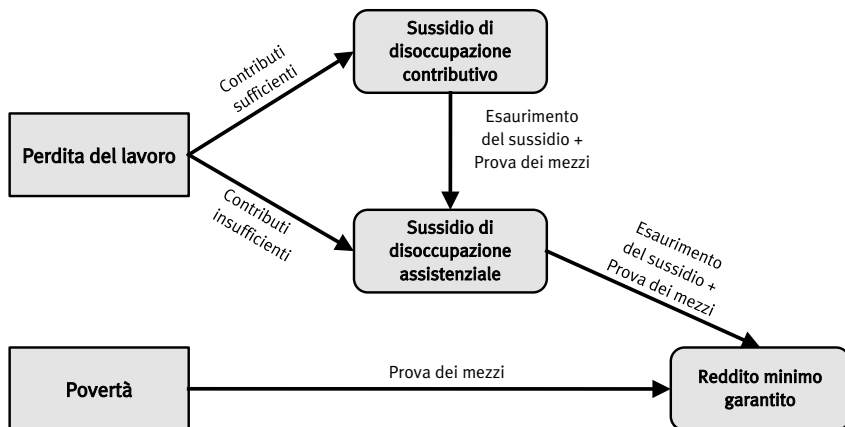 Sussidio di
disoccupazione
contributivo
Contributi
sufficienti
Esaurimento
del sussidio +
Prova dei mezzi
Perdita del lavoro
Contributi
insufficienti
Sussidio di
disoccupazione
assistenziale
Esaurimento
del sussidio +
Prova dei mezzi
Povertà
Prova dei mezzi
Reddito minimo
garantito